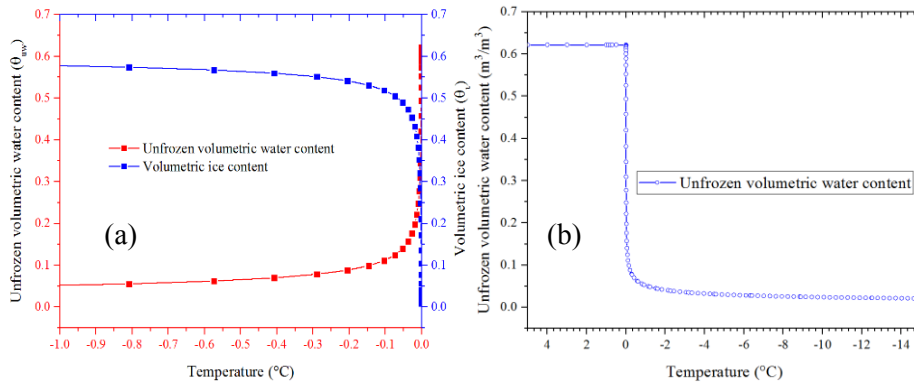 0.7
0.6
0.5
0.4
0.3
0.2
0.1
0.0
Unfrozen volumetric water content (θuw)
Unfrozen volumetric water content
Volumetric ice content
(a)
-1.0 -0.9 -0.8 -0.7 -0.6 -0.5 -0.4 -0.3 -0.2 -0.1 0.0
Temperature (°C)
0.7
0.6
0.5
0.4
0.3
0.2
0.1
0.0
Volumetric ice content (θι)
0.7
0.6
0.5
0.4
0.3
0.2
0.1
0.0
Unfrozen volumetric water content (m³/m³)
(b)
Unfrozen volumetric water content
4 2 0 -2 -4 -6 -8 -10 -12 -14
Temperature (°C)